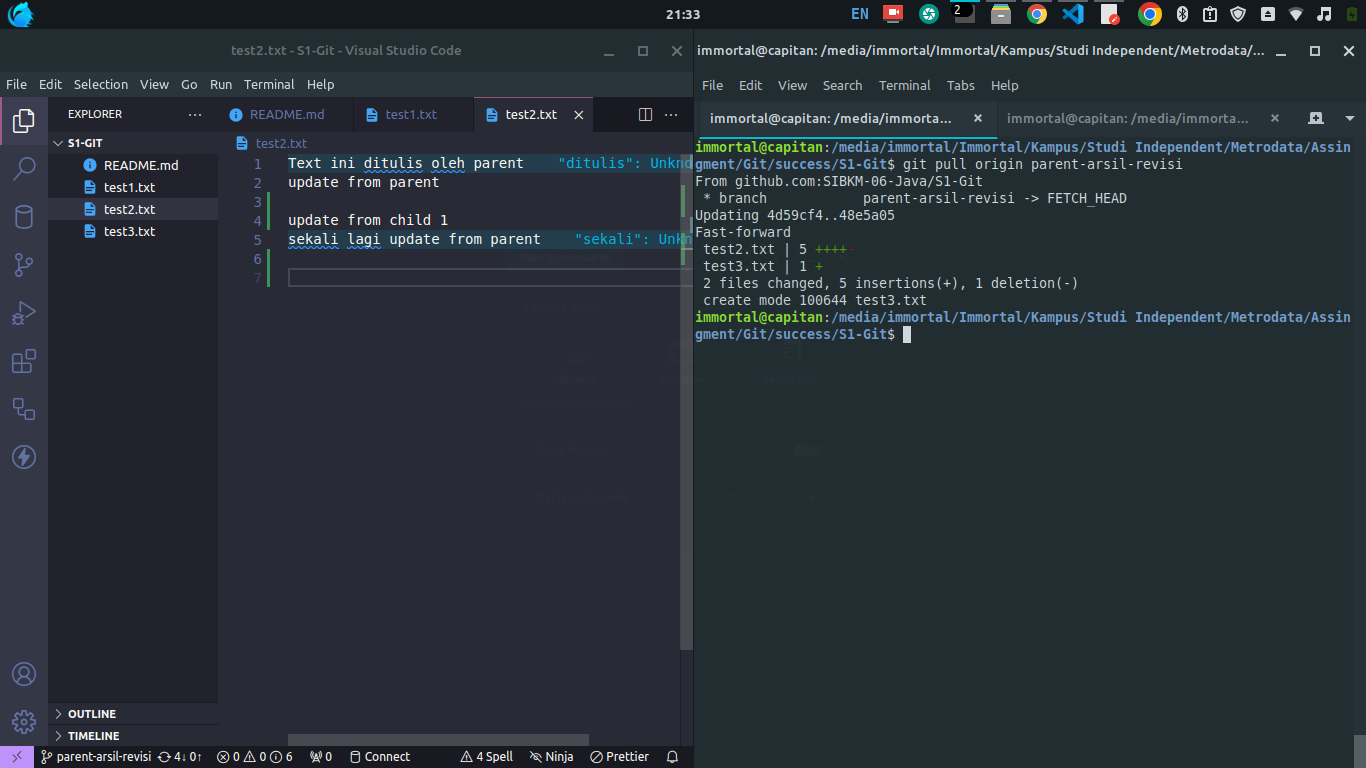 21:33
EN
2
test2.txt - S1-Git - Visual Studio Code
File Edit Selection View Go Run Terminal Help
EXPLORER
S1-GIT
README.md
test1.txt
test2.txt
test3.txt
OUTLINE
TIMELINE
README.md test1.txt test2.txt
test2.txt
1 Text ini ditulis oleh parent "ditulis": Unkno
2 update from parent
3
4 update from child 1
5 sekali lagi update from parent "sekali": Unkn
6
7
parent-arsil-revisi 4↓ 0↑ 0 0 6 0 Connect 4 Spell Ninja Prettier
immortal@capitan: /media/immortal/Immortal/Kampus/Studi Independent/Metrodata/...
File Edit View Search Terminal Tabs Help
immortal@capitan: /media/immorta... immortal@capitan: /media/immorta...
immortal@capitan:/media/immortal/Immortal/Kampus/Studi Independent/Metrodata/Assin
gment/Git/success/S1-Git$ git pull origin parent-arsil-revisi
From github.com:SIBKM-06-Java/S1-Git
* branch parent-arsil-revisi -> FETCH_HEAD
Updating 4d59cf4..48e5a05
Fast-forward
test2.txt | 5 ++++-
test3.txt | 1 +
2 files changed, 5 insertions(+), 1 deletion(-)
create mode 100644 test3.txt
immortal@capitan:/media/immortal/Immortal/Kampus/Studi Independent/Metrodata/Assin
gment/Git/success/S1-Git$